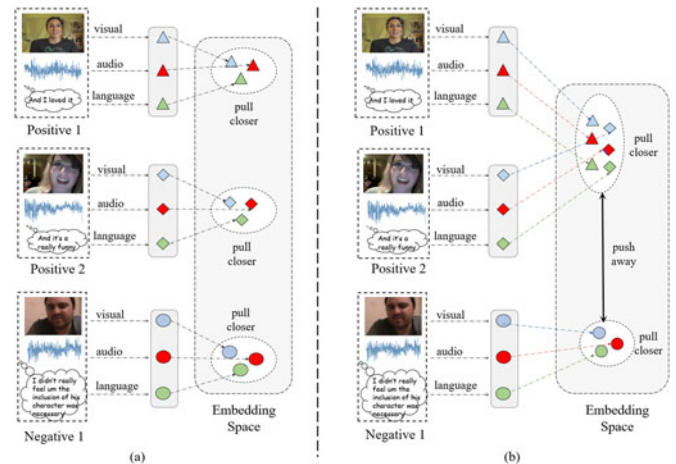 visual
audio
language
And I loved it
Positive 1
pull
closer
visual
audio
language
And it's a
really funny
Positive 2
pull
closer
visual
audio
language
I didn't really
feel um the
inclusion of his
character was
necessary
Negative 1
pull
closer
Embedding
Space
(a)
visual
audio
language
And I loved it
Positive 1
pull
closer
visual
audio
language
And it's a
really funny
Positive 2
push
away
visual
audio
language
I didn't really
feel um the
inclusion of his
character was
necessary
Negative 1
pull
closer
Embedding
Space
(b)